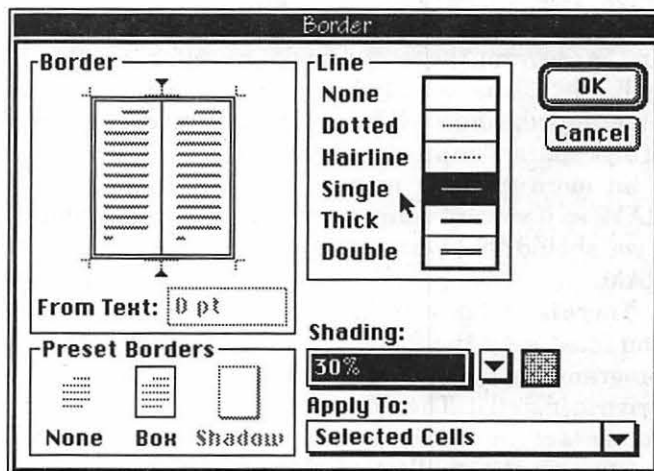 Border
Border
From Text: 0 pt
Preset Borders
None Box Shadow
Line
None
Dotted
Hairline
Single
Thick
Double
OK
Cancel
Shading:
30%
Apply To:
Selected Cells